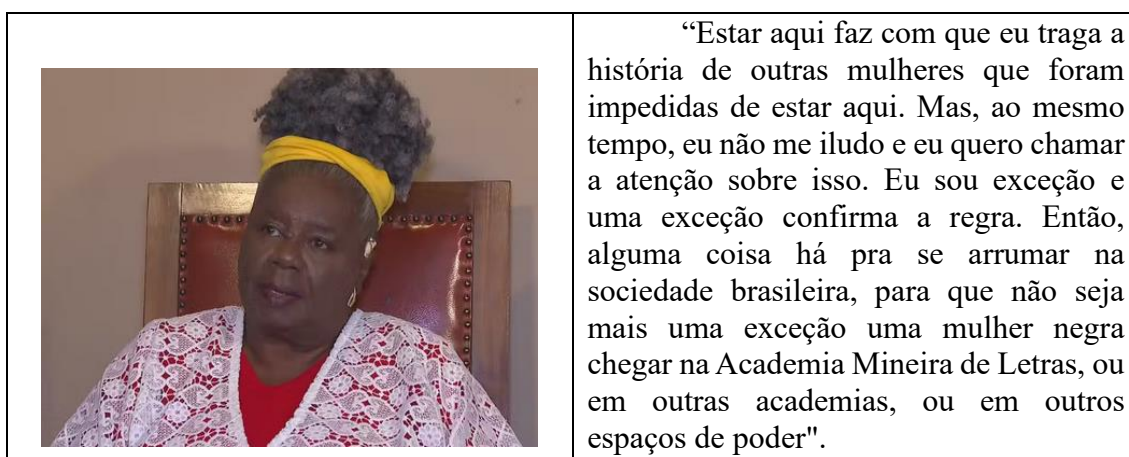 “Estar aqui faz com que eu traga a
história de outras mulheres que foram
impedidas de estar aqui. Mas, ao mesmo
tempo, eu não me iludo e eu quero chamar
a atenção sobre isso. Eu sou exceção e
uma exceção confirma a regra. Então,
alguma coisa há pra se arrumar na
sociedade brasileira, para que não seja
mais uma exceção uma mulher negra
chegar na Academia Mineira de Letras, ou
em outras academias, ou em outros
espaços de poder".